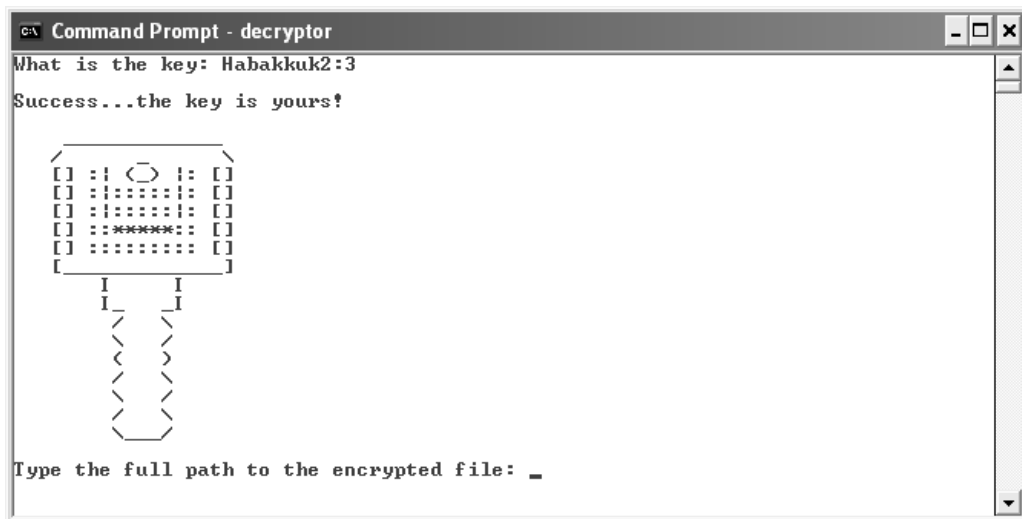 Command Prompt - decryptor
What is the key: Habakkuk2:3
Success...the key is yours!
Type the full path to the encrypted file: _